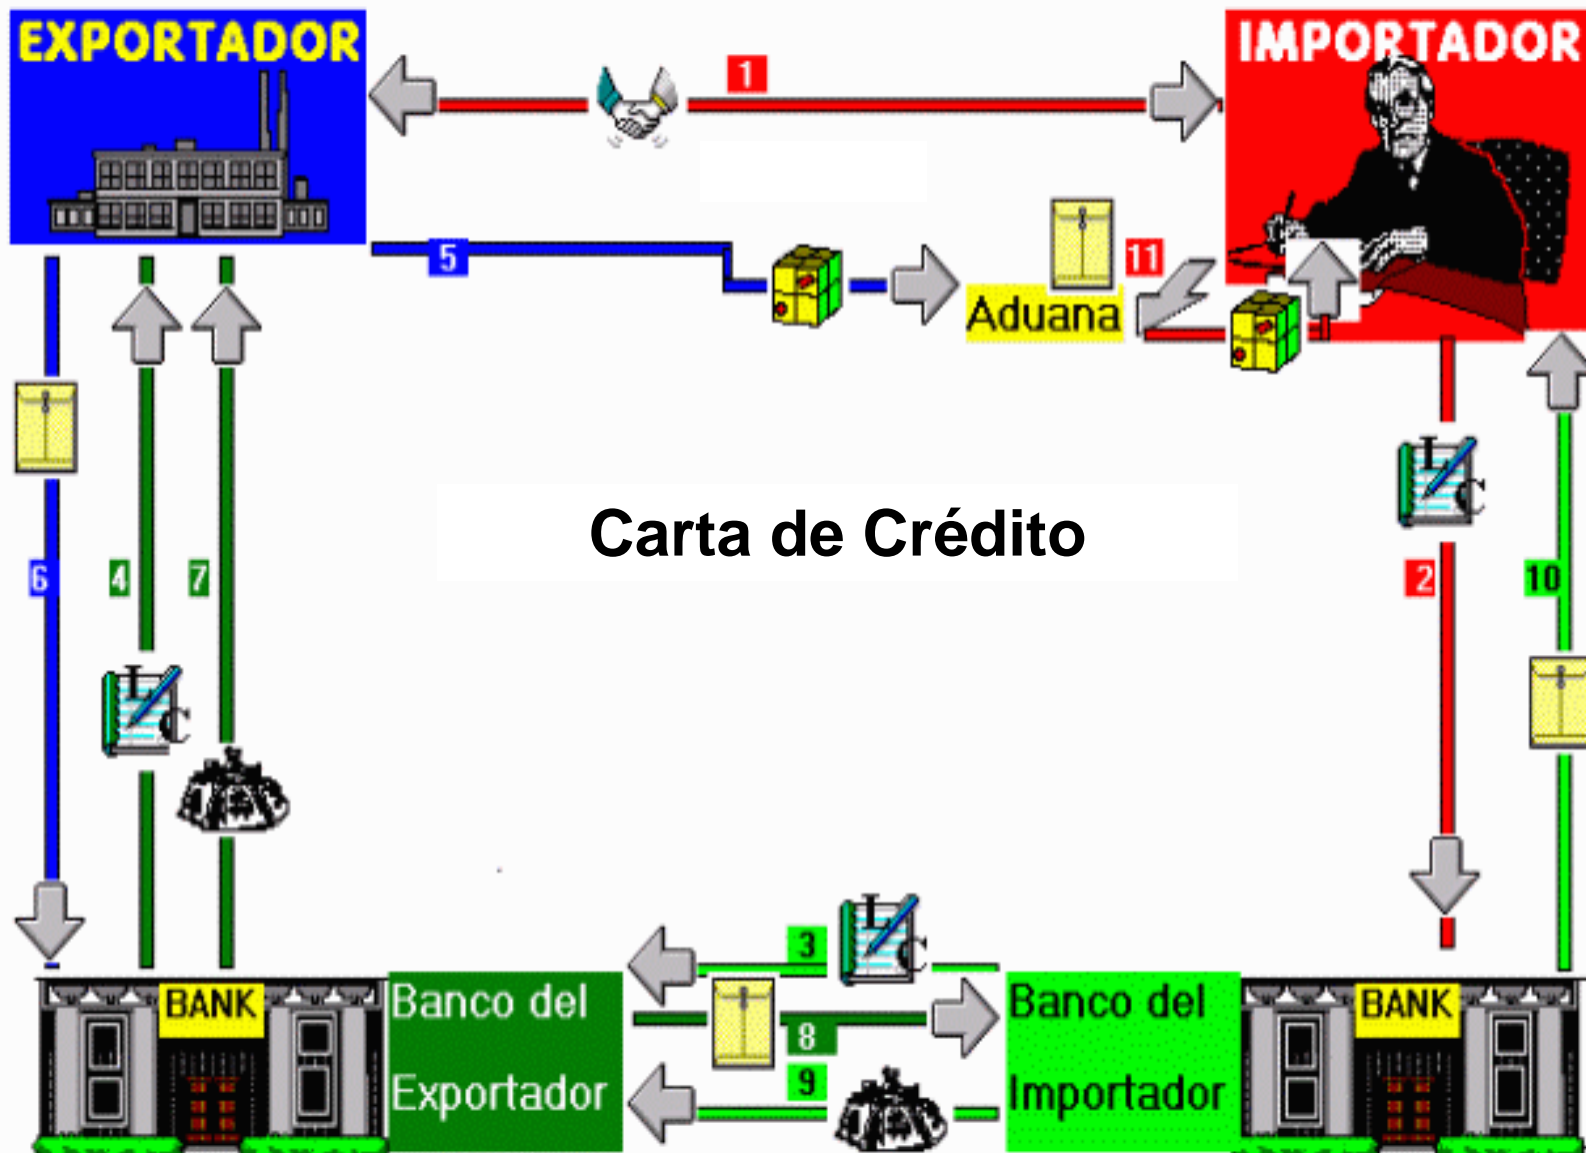 EXPORTADOR
IMPORTADOR
1
5
11
Aduana
L
C
Carta de Crédito
6
4
7
2
10
L
C
L
C
3
BANK
Banco del
Exportador
8
9
Banco del
Importador
BANK